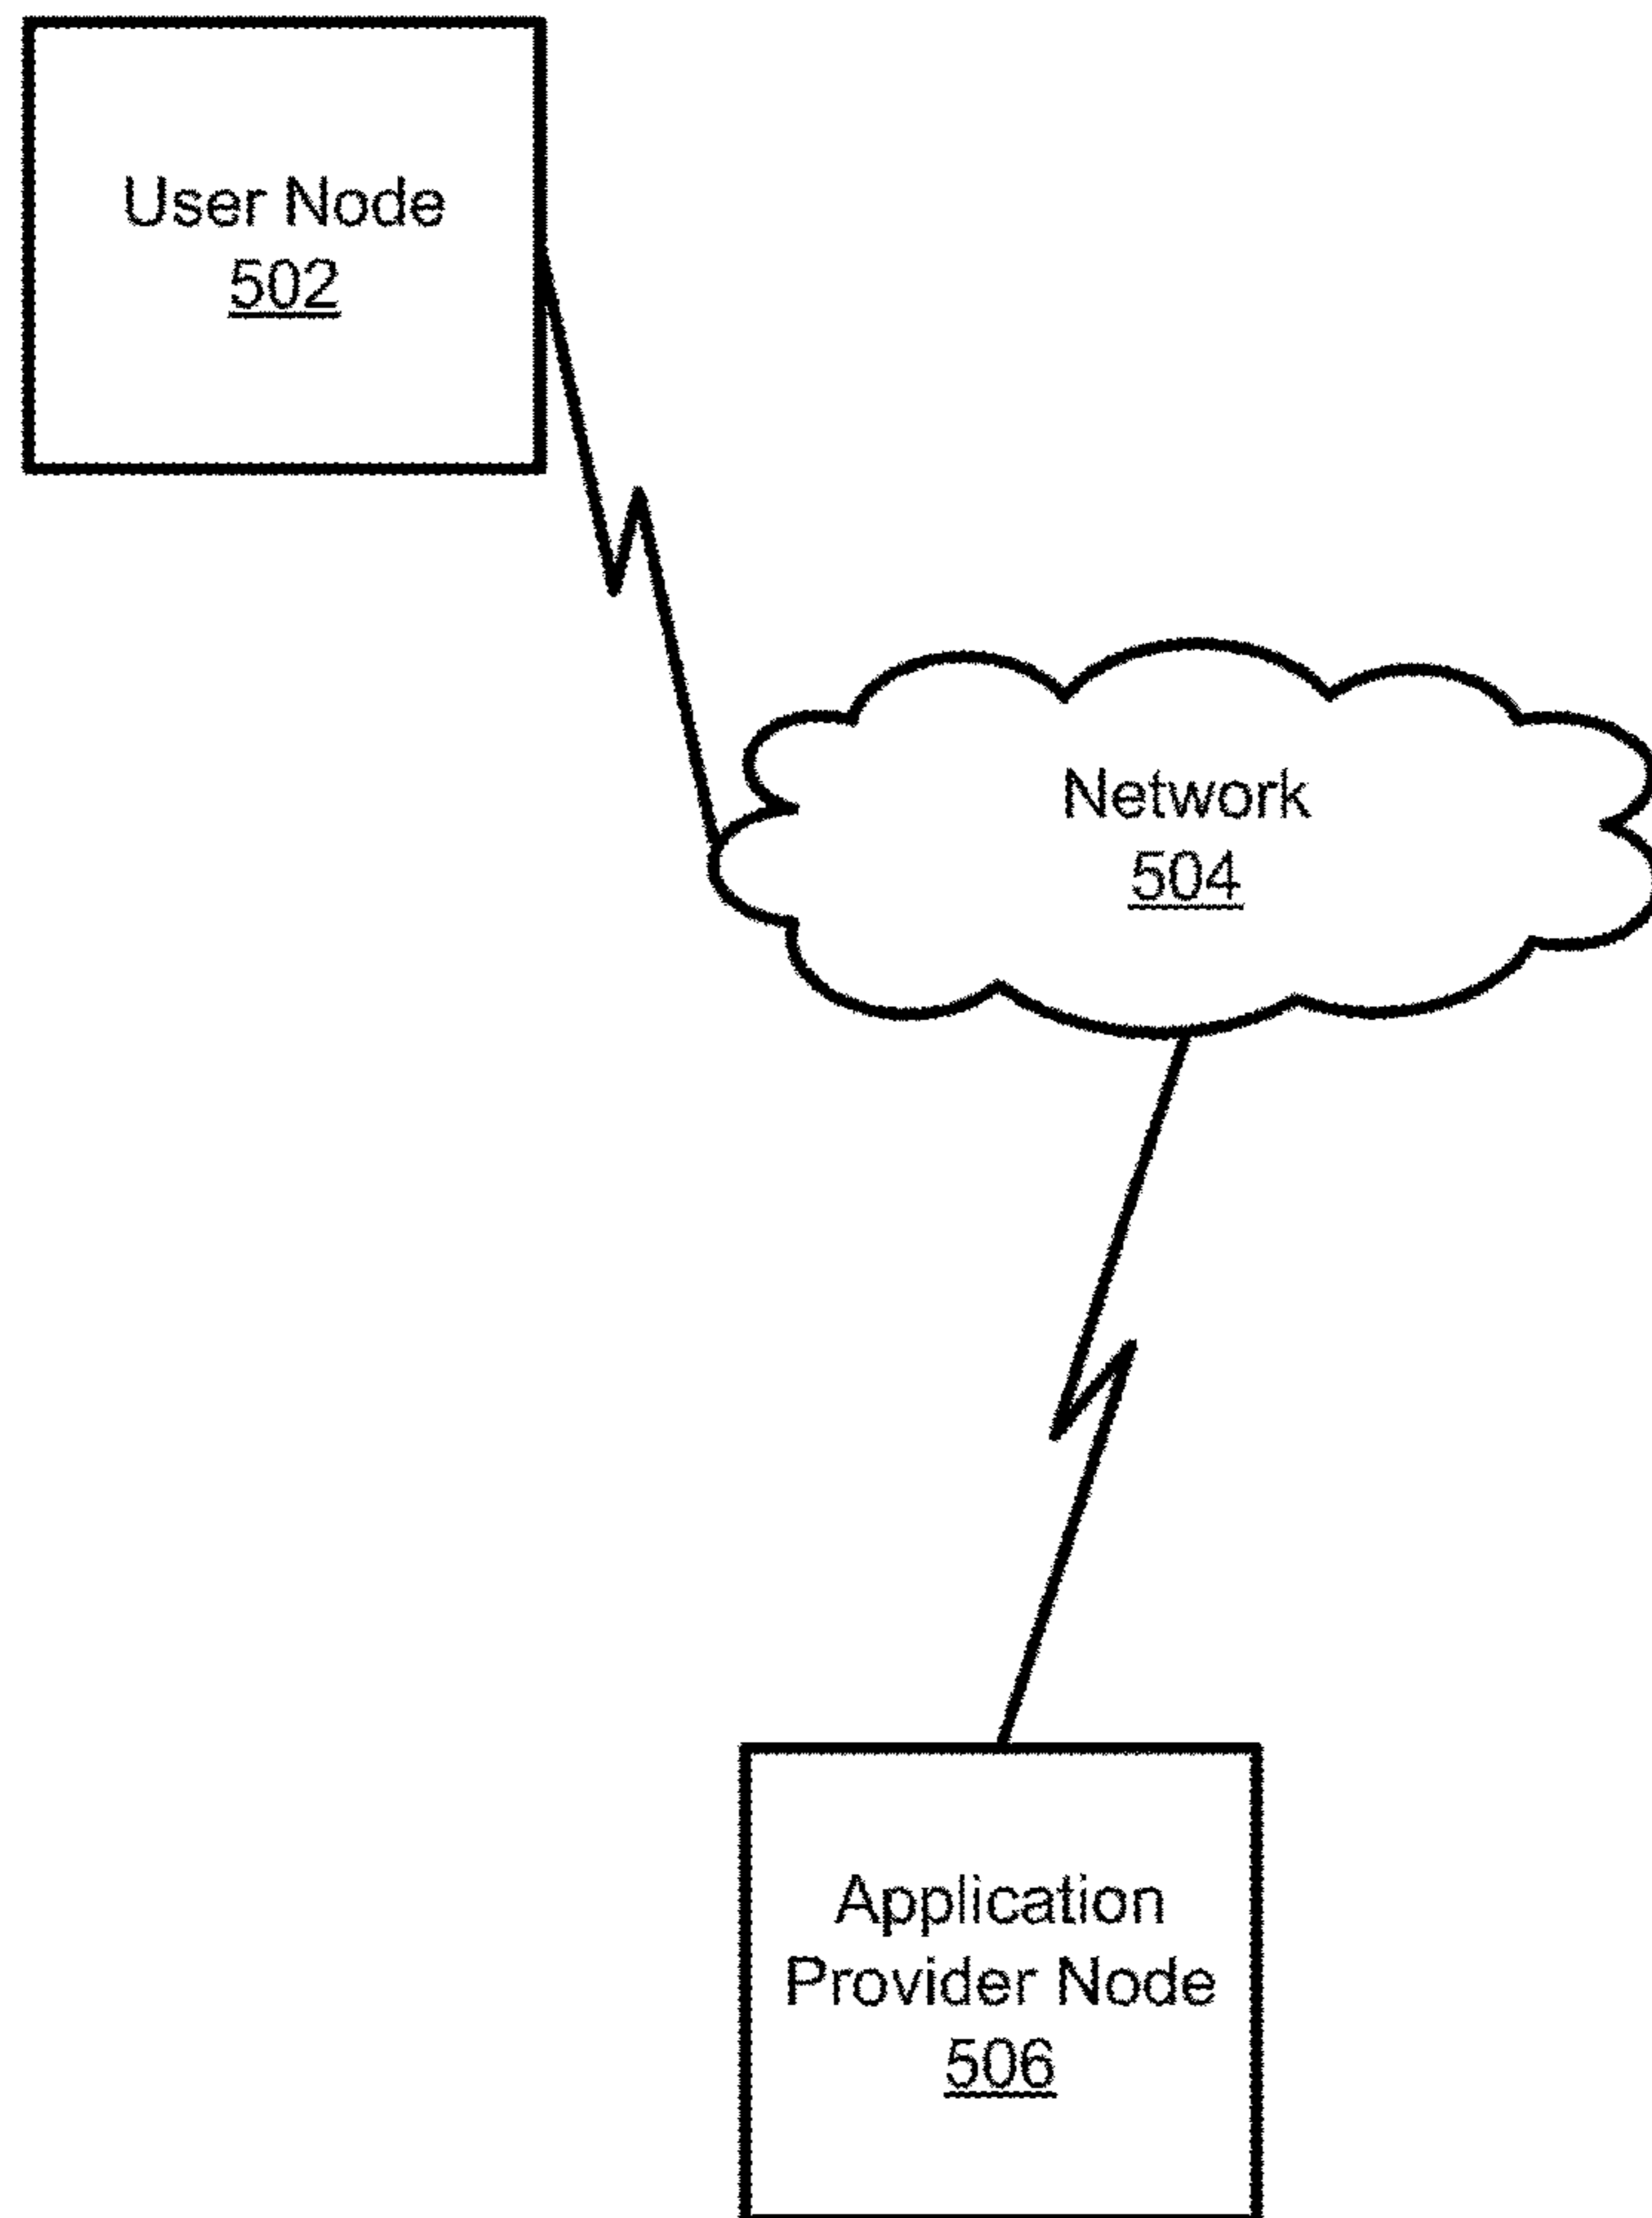 User Node
502
Network
504
Application
Provider Node
506